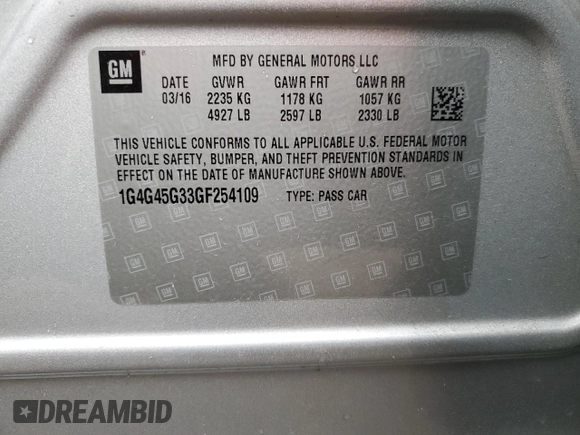 GM
MFD BY GENERAL MOTORS LLC
DATE GVWR GAWR FRT GAWR RR
03/16 2235 KG 1178 KG 1057 KG
4927 LB 2597 LB 2330 LB
THIS VEHICLE CONFORMS TO ALL APPLICABLE U.S. FEDERAL MOTOR
VEHICLE SAFETY, BUMPER, AND THEFT PREVENTION STANDARDS IN
EFFECT ON THE DATE OF MANUFACTURE SHOWN ABOVE.
1G4G45G33GF254109 TYPE: PASS CAR
DREAMBID